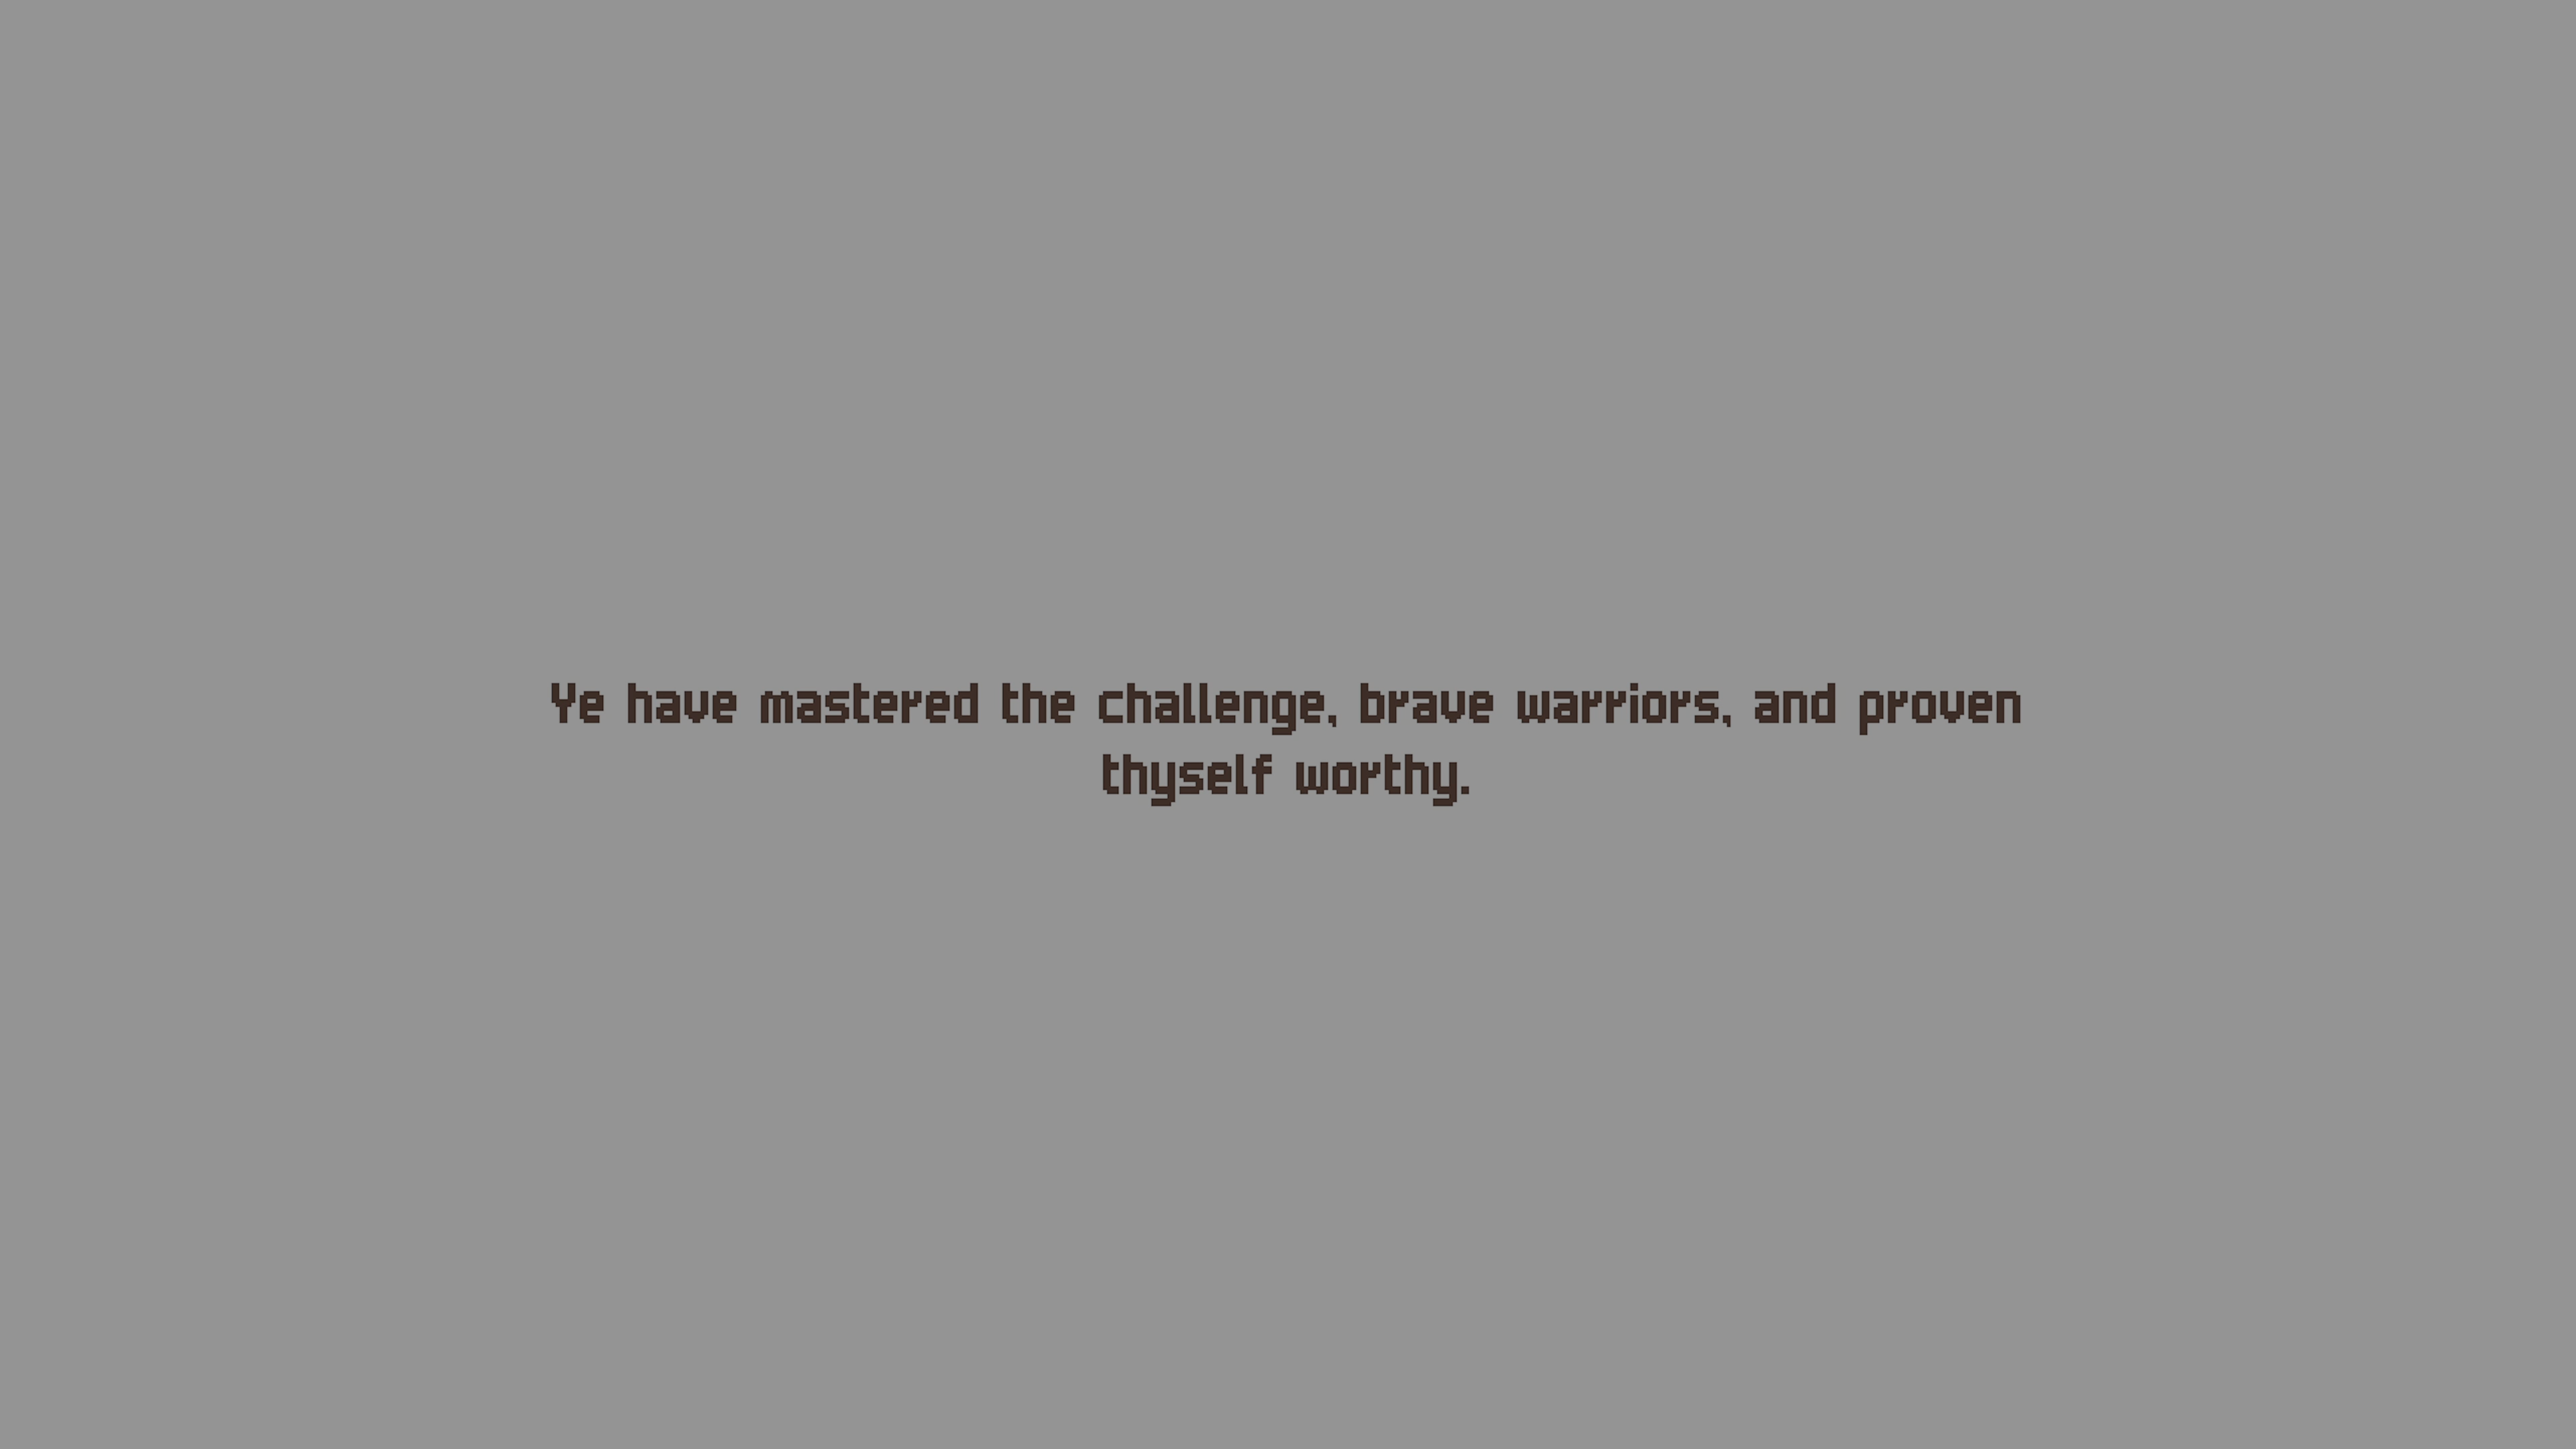 Ye have mastered the challenge, brave warriors, and proven
thyself worthy.